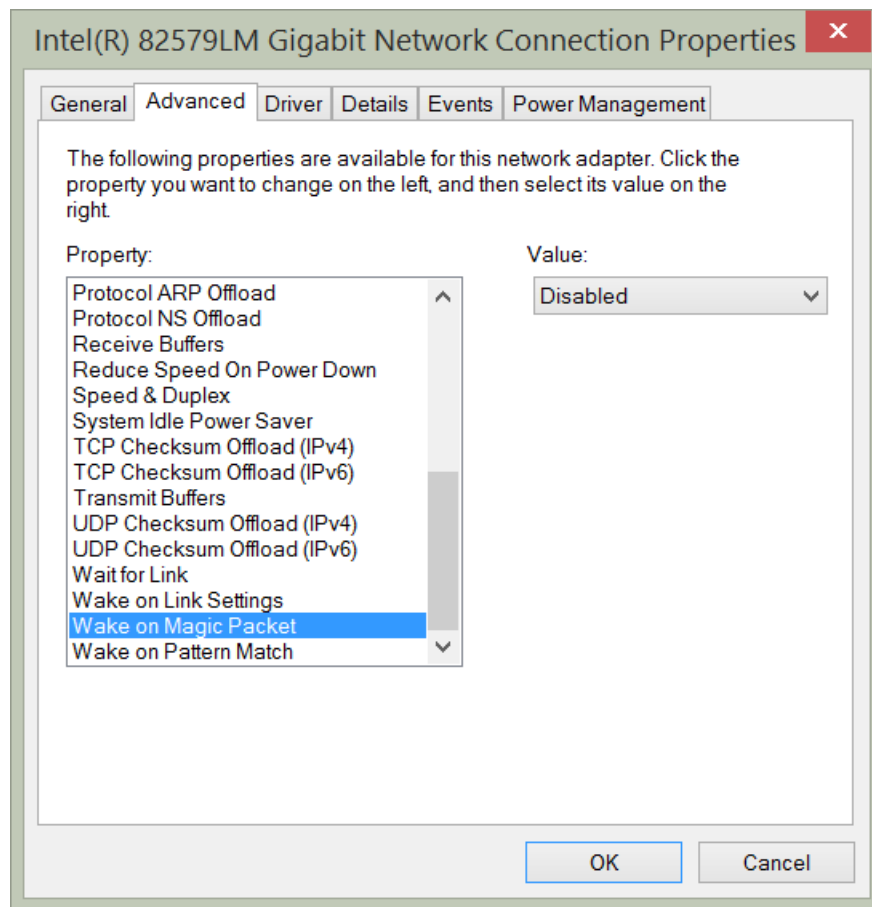 Intel(R) 82579LM Gigabit Network Connection Properties
General Advanced Driver Details Events Power Management
The following properties are available for this network adapter. Click the
property you want to change on the left, and then select its value on the
right.
Property:
Value:
Protocol ARP Offload
Protocol NS Offload
Receive Buffers
Reduce Speed On Power Down
Speed & Duplex
System Idle Power Saver
TCP Checksum Offload (IPv4)
TCP Checksum Offload (IPv6)
Transmit Buffers
UDP Checksum Offload (IPv4)
UDP Checksum Offload (IPv6)
Wait for Link
Wake on Link Settings
Wake on Magic Packet
Wake on Pattern Match
Disabled
OK
Cancel